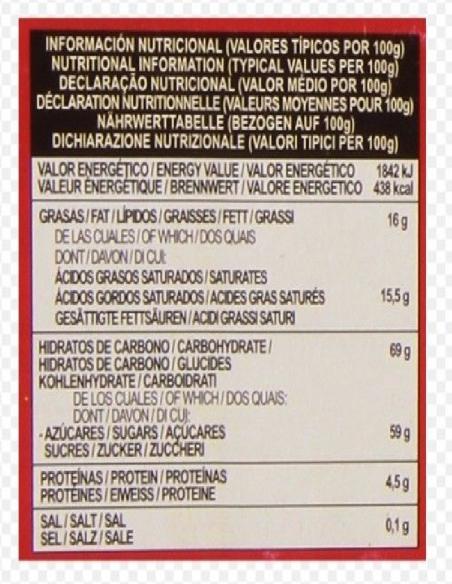 INFORMACIÓN NUTRICIONAL (VALORES TÍPICOS POR 100g)
NUTRITIONAL INFORMATION (TYPICAL VALUES PER 100g)
DECLARAÇÃO NUTRICIONAL (VALOR MÉDIO POR 100g)
DÉCLARATION NUTRITIONNELLE (VALEURS MOYENNES POUR 100g)
NÄHRWERTTABELLE (BEZOGEN AUF 100g)
DICHIARAZIONE NUTRIZIONALE (VALORI TIPICI PER 100g)
VALOR ENERGÉTICO / ENERGY VALUE / VALOR ENERGÉTICO 1842 kJ
VALEUR ÉNERGÉTIQUE / BRENNWERT / VALORE ENERGETICO 438 kcal
GRASAS / FAT / LÍPIDOS / GRAISSES / FETT / GRASSI 16 g
DE LAS CUALES / OF WHICH / DOS QUAIS
DONT / DAVON / DI CUI:
ÁCIDOS GRASOS SATURADOS / SATURATES
ÁCIDOS GORDOS SATURADOS / ACIDES GRAS SATURÉS 15,5 g
GESÄTTIGTE FETTSÄUREN / ACIDI GRASSI SATURI
HIDRATOS DE CARBONO / CARBOHYDRATE / 69 g
HIDRATOS DE CARBONO / GLUCIDES
KOHLENHYDRATE / CARBOIDRATI
DE LOS CUALES / OF WHICH / DOS QUAIS:
DONT / DAVON / DI CUI:
- AZÚCARES / SUGARS / AÇÚCARES 59 g
SUCRES / ZUCKER / ZUCCHERI
PROTEÍNAS / PROTEIN / PROTEÍNAS 4,5 g
PROTÉINES / EIWEISS / PROTEINE
SAL / SALT / SAL 0,1 g
SEL / SALZ / SALE